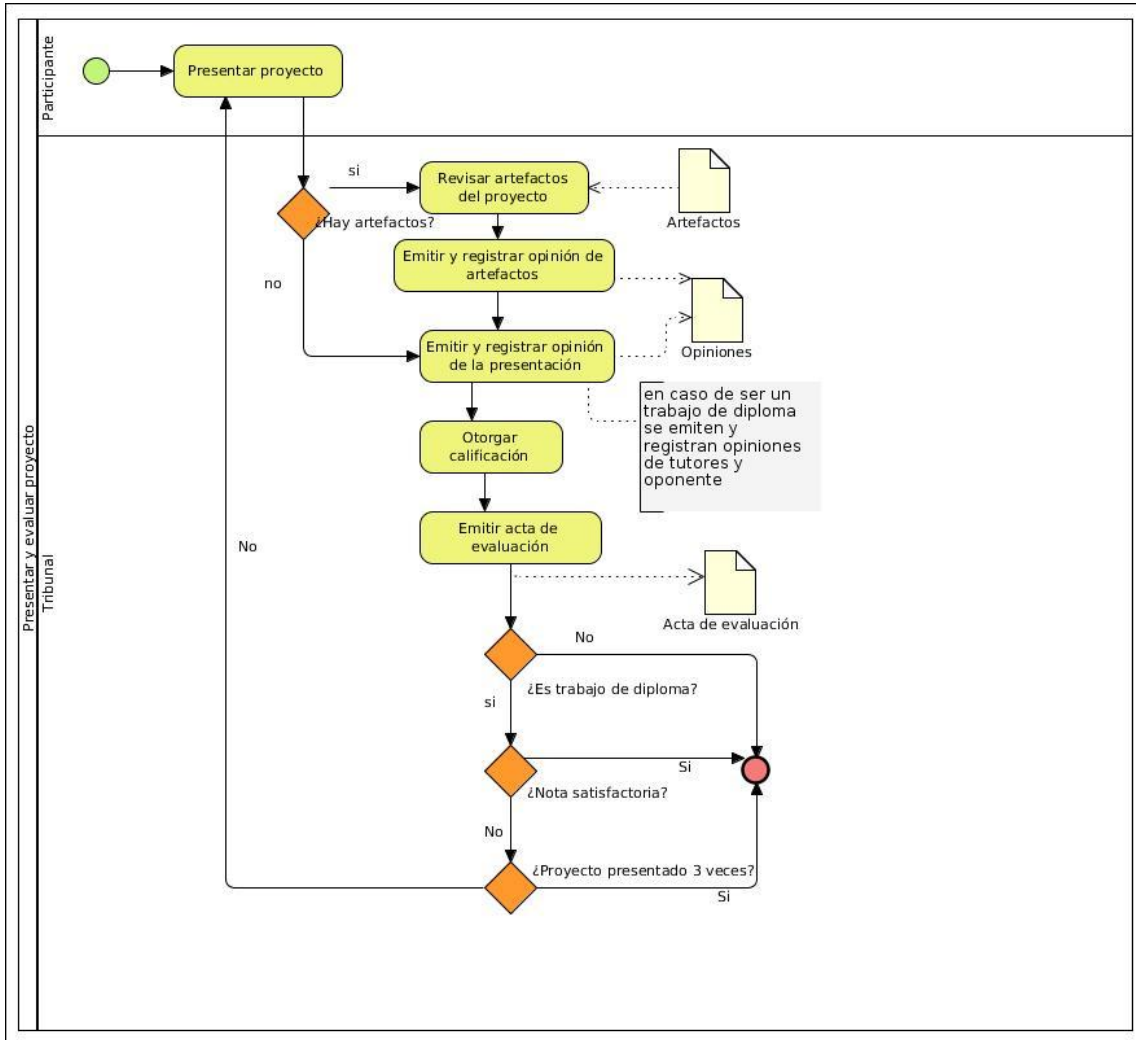 Presentar y evaluar proyecto
Participante
Presentar proyecto
Tribunal
si
¿Hay artefactos?
no
Revisar artefactos
del proyecto
Artefactos
Emitir y registrar opinión de
artefactos
Opiniones
Emitir y registrar opinión
de la presentación
en caso de ser un
trabajo de diploma
se emiten y
registran opiniones
de tutores y
oponente
Otorgar
calificación
Emitir acta de
evaluación
Acta de evaluación
No
¿Es trabajo de diploma?
si
Si
¿Nota satisfactoria?
No
¿Proyecto presentado 3 veces?
Si
No